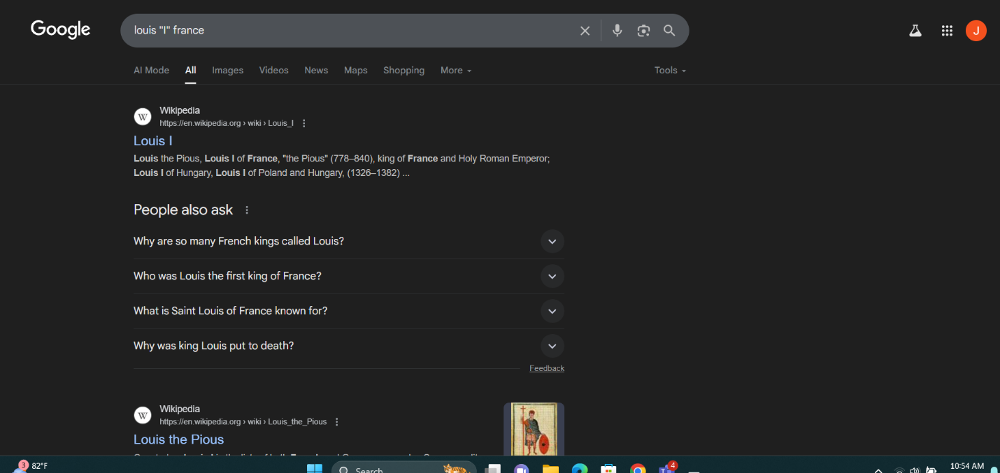 Google
louis "I" france
J
AI Mode All Images Videos News Maps Shopping More Tools
W
Wikipedia
https://en.wikipedia.org › wiki › Louis_I
Louis I
Louis the Pious, Louis I of France, "the Pious" (778–840), king of France and Holy Roman Emperor;
Louis I of Hungary, Louis I of Poland and Hungary, (1326–1382) ...
People also ask
Why are so many French kings called Louis?
Who was Louis the first king of France?
What is Saint Louis of France known for?
Why was king Louis put to death?
Feedback
W
Wikipedia
https://en.wikipedia.org › wiki › Louis_the_Pious
Louis the Pious
3
82°F
Search
4
10:54 AM